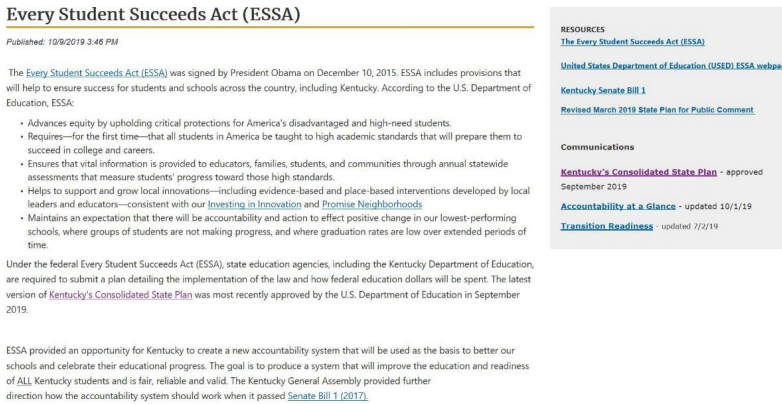 Every Student Succeeds Act (ESSA)
Published: 10/9/2019 3:46 PM
The Every Student Succeeds Act (ESSA) was signed by President Obama on December 10, 2015. ESSA includes provisions that
will help to ensure success for students and schools across the country, including Kentucky. According to the U.S. Department of
Education, ESSA:
• Advances equity by upholding critical protections for America's disadvantaged and high-need students.
• Requires—for the first time—that all students in America be taught to high academic standards that will prepare them to
succeed in college and careers.
• Ensures that vital information is provided to educators, families, students, and communities through annual statewide
assessments that measure students' progress toward those high standards.
• Helps to support and grow local innovations—including evidence-based and place-based interventions developed by local
leaders and educators—consistent with our Investing in Innovation and Promise Neighborhoods
• Maintains an expectation that there will be accountability and action to effect positive change in our lowest-performing
schools, where groups of students are not making progress, and where graduation rates are low over extended periods of
time.
Under the federal Every Student Succeeds Act (ESSA), state education agencies, including the Kentucky Department of Education,
are required to submit a plan detailing the implementation of the law and how federal education dollars will be spent. The latest
version of Kentucky's Consolidated State Plan was most recently approved by the U.S. Department of Education in September
2019.
ESSA provided an opportunity for Kentucky to create a new accountability system that will be used as the basis to better our
schools and celebrate their educational progress. The goal is to produce a system that will improve the education and readiness
of ALL Kentucky students and is fair, reliable and valid. The Kentucky General Assembly provided further
direction how the accountability system should work when it passed Senate Bill 1 (2017).
RESOURCES
The Every Student Succeeds Act (ESSA)
United States Department of Education (USED) ESSA webpa
Kentucky Senate Bill 1
Revised March 2019 State Plan for Public Comment
Communications
Kentucky's Consolidated State Plan - approved
September 2019
Accountability at a Glance - updated 10/1/19
Transition Readiness - updated 7/2/19